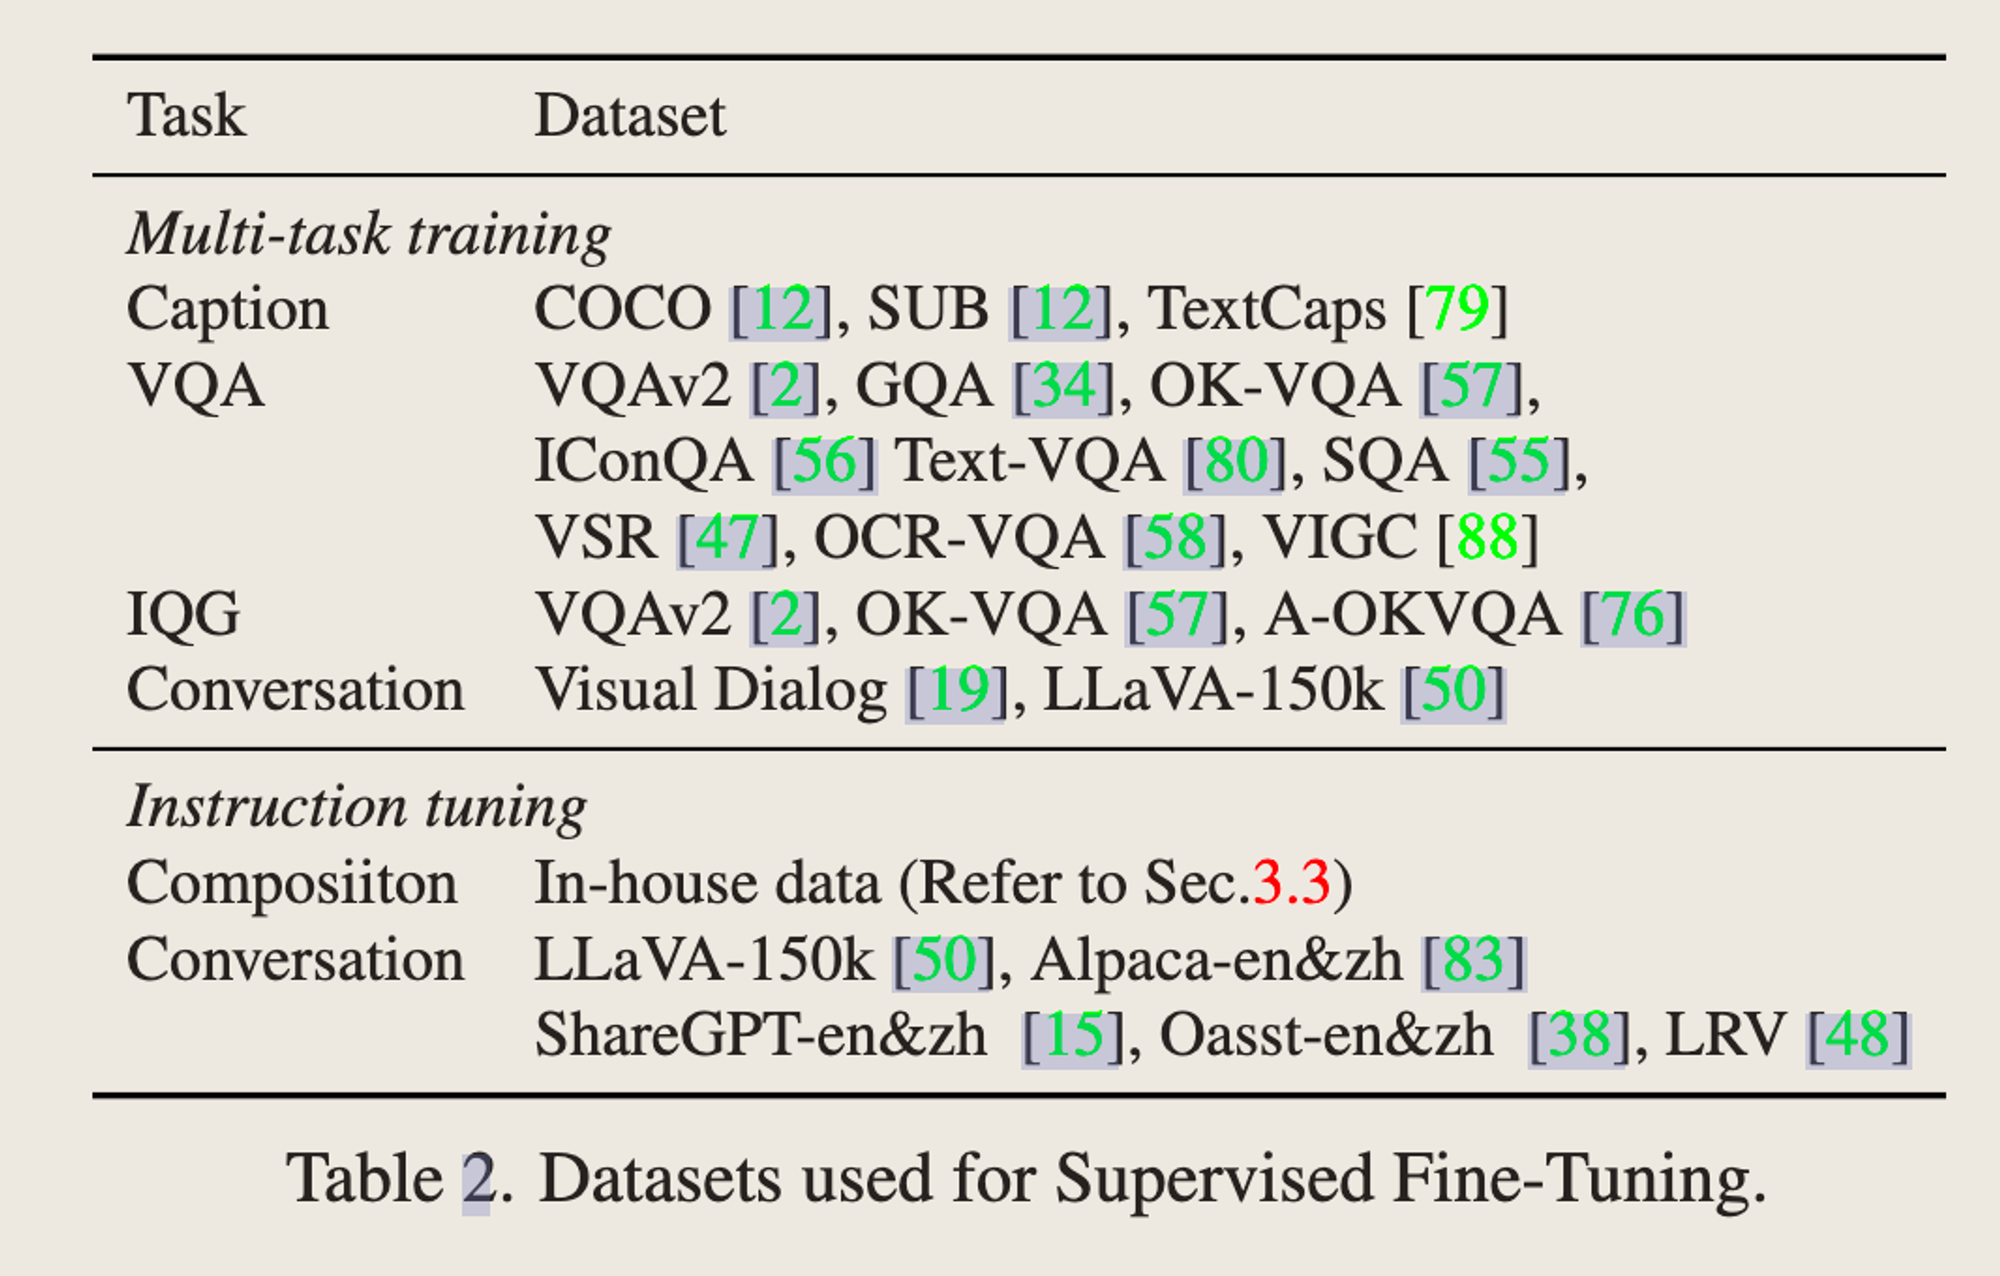 Task Dataset
Multi-task training
Caption COCO [12], SUB [12], TextCaps [79]
VQA VQAv2 [2], GQA [34], OK-VQA [57],
IConQA [56] Text-VQA [80], SQA [55],
VSR [47], OCR-VQA [58], VIGC [88]
IQG VQAv2 [2], OK-VQA [57], A-OKVQA [76]
Conversation Visual Dialog [19], LLaVA-150k [50]
Instruction tuning
Composiiton In-house data (Refer to Sec.3.3)
Conversation LLaVA-150k [50], Alpaca-en&zh [83]
ShareGPT-en&zh [15], Oasst-en&zh [38], LRV [48]
Table 2. Datasets used for Supervised Fine-Tuning.